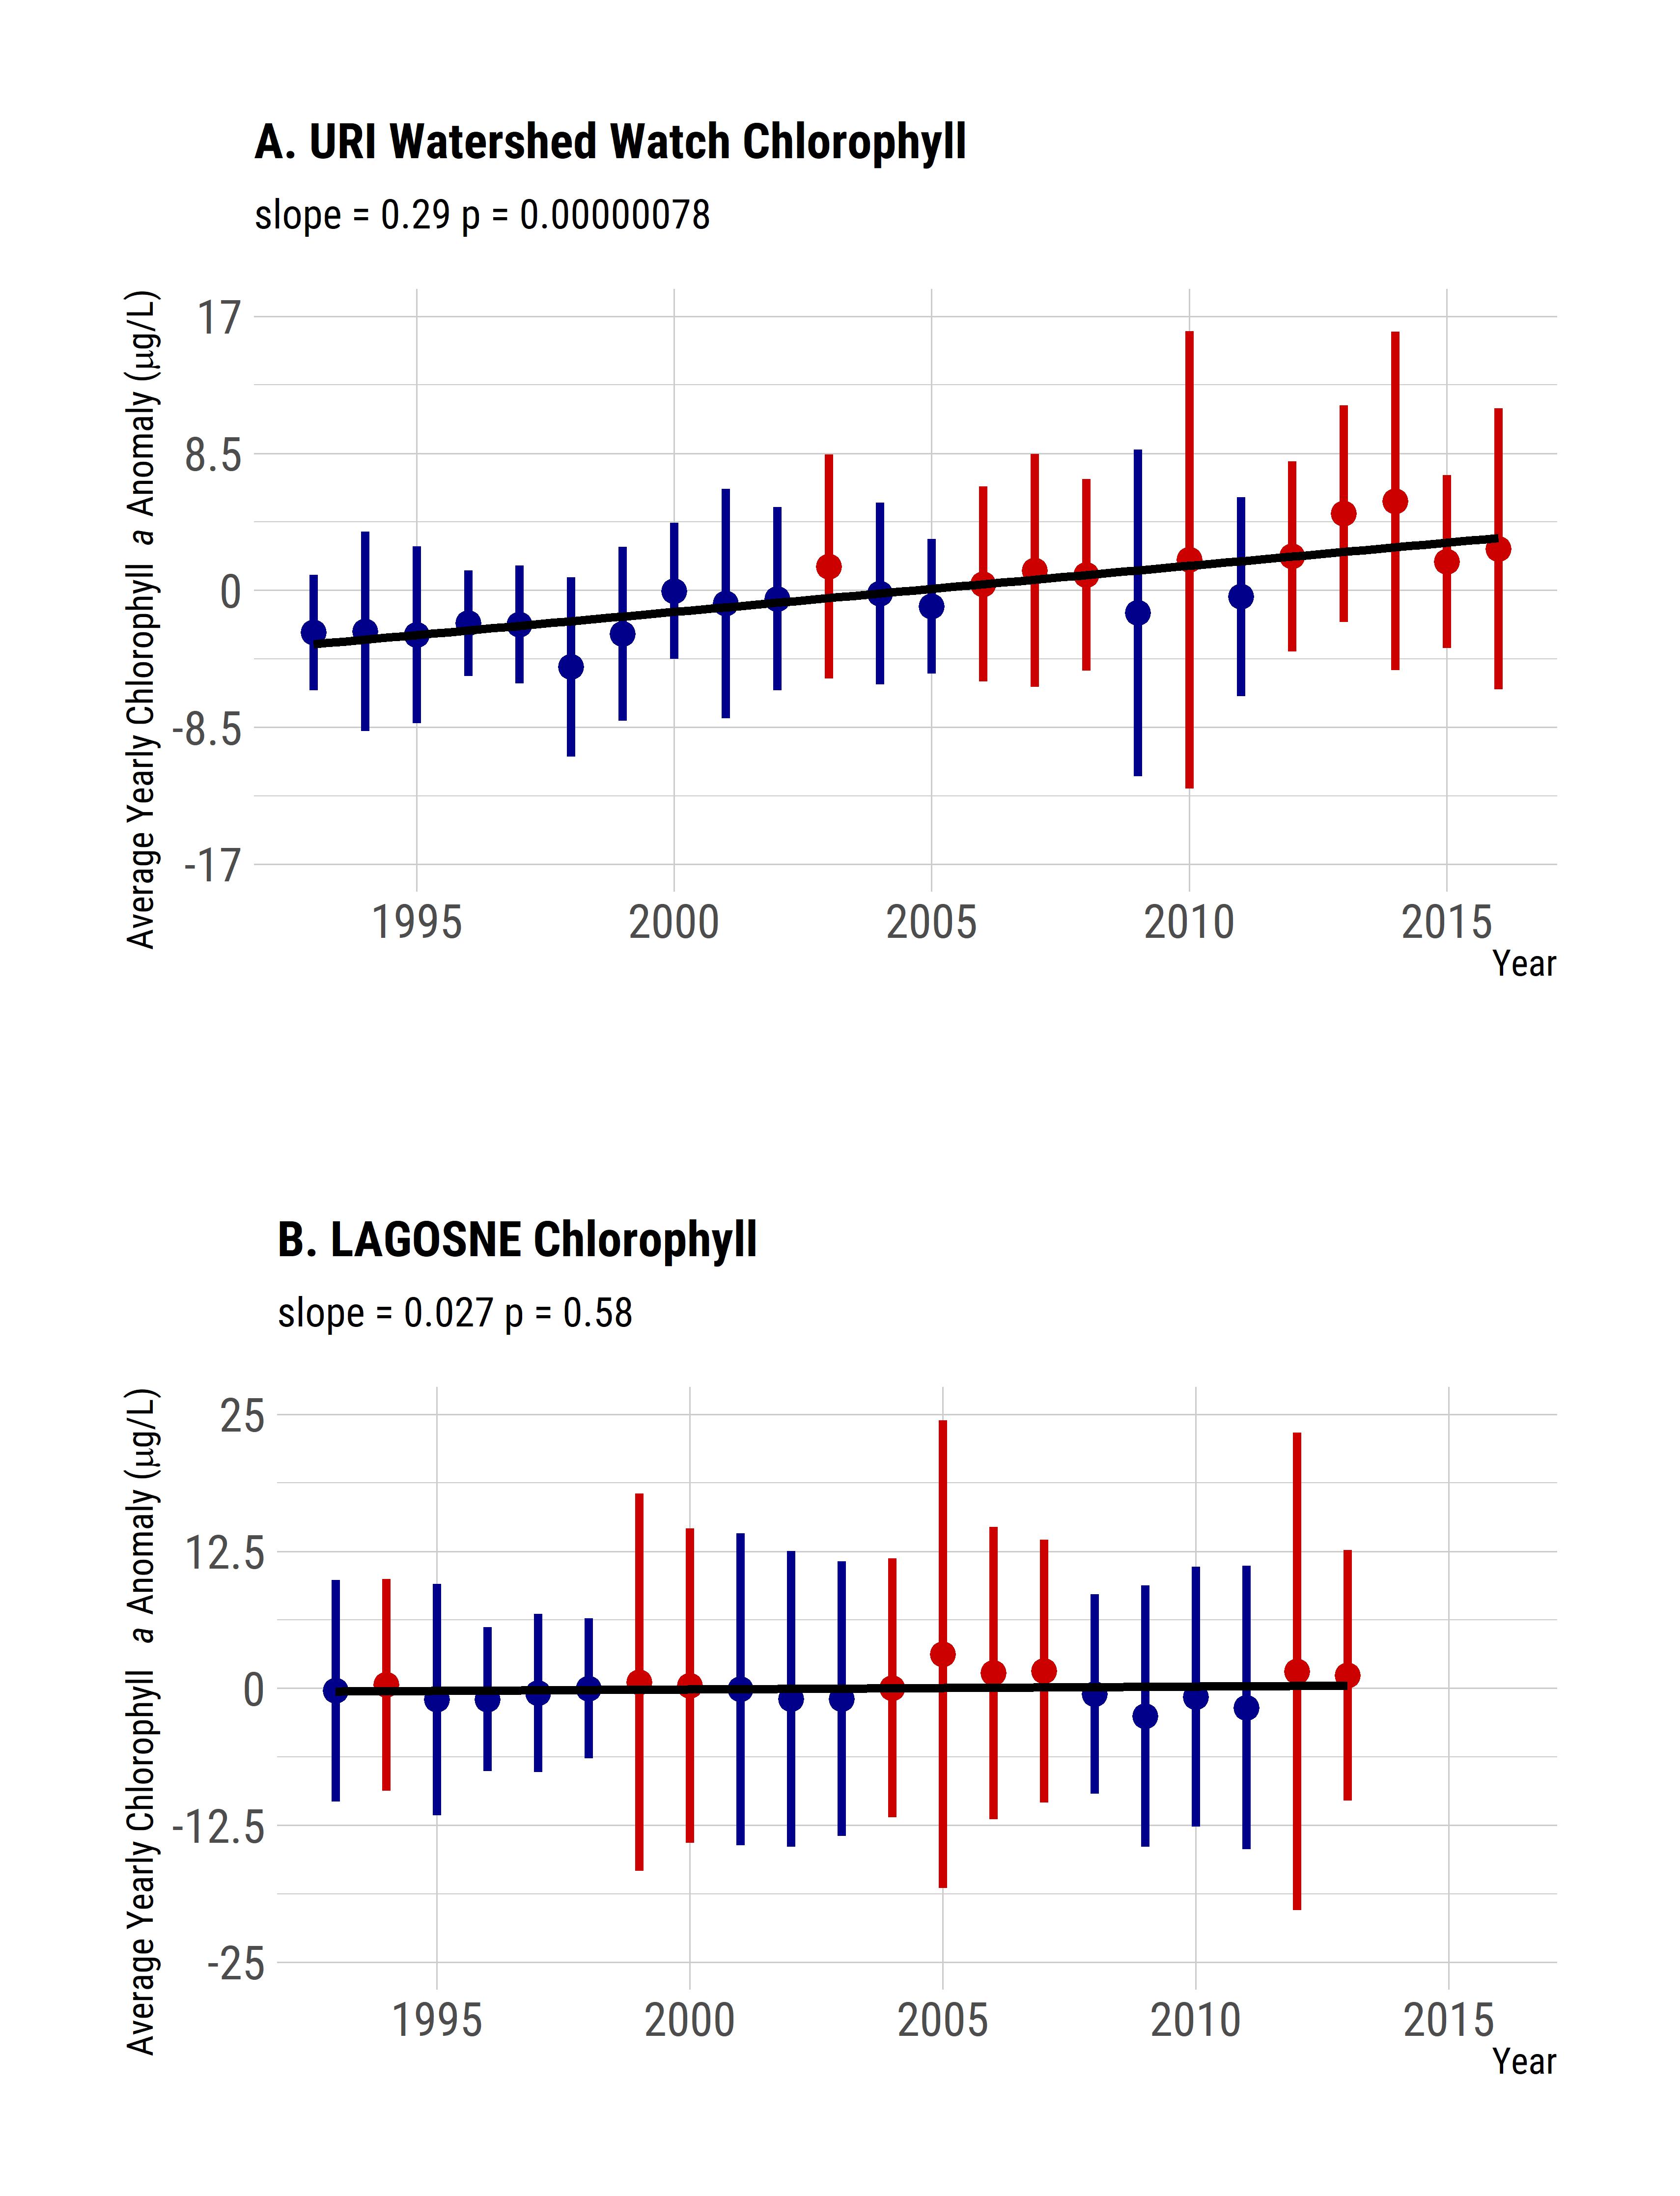 A. URI Watershed Watch Chlorophyll
slope = 0.29 p = 0.00000078
Average Yearly Chlorophyll a Anomaly (µg/L)
17
8.5
0
-8.5
-17
1995 2000 2005 2010 2015
Year
B. LAGOSNE Chlorophyll
slope = 0.027 p = 0.58
Average Yearly Chlorophyll a Anomaly (µg/L)
25
12.5
0
-12.5
-25
1995 2000 2005 2010 2015
Year